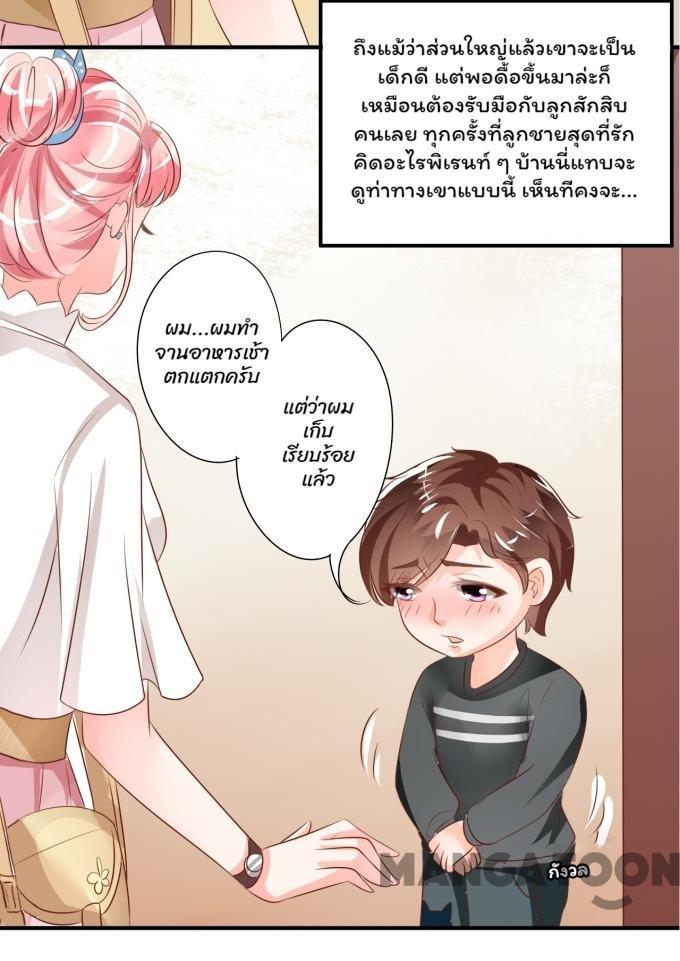 ถึงแม้ว่าส่วนใหญ่แล้วเขาจะเป็น
เด็กดี แต่พอดื้อขึ้นมาล่ะก็
เหมือนต้องรับมือกับลูกสักสิบ
คนเลย ทุกครั้งที่ลูกชายสุดที่รัก
คิดอะไรพิเรนท์ ๆ บ้านนี่แทบจะ
ดูท่าทางเขาแบบนี้ เห็นทีคงจะ...
ผม...ผมทำ
จานอาหารเช้า
ตกแตกครับ
แต่ว่าผม
เก็บ
เรียบร้อย
แล้ว
กังวล
MANGATOON